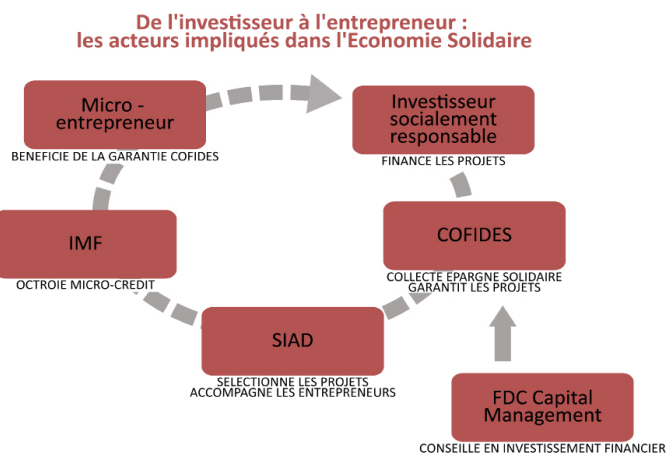 De l'investisseur à l'entrepreneur :
les acteurs impliqués dans l'Economie Solidaire
Micro -
entrepreneur
BENEFICIE DE LA GARANTIE COFIDES
Investisseur
socialement
responsable
FINANCE LES PROJETS
IMF
OCTROIE MICRO-CREDIT
COFIDES
COLLECTE EPARGNE SOLIDAIRE
GARANTIT LES PROJETS
SIAD
SELECTIONNE LES PROJETS
ACCOMPAGNE LES ENTREPRENEURS
FDC Capital
Management
CONSEILLE EN INVESTISSEMENT FINANCIER